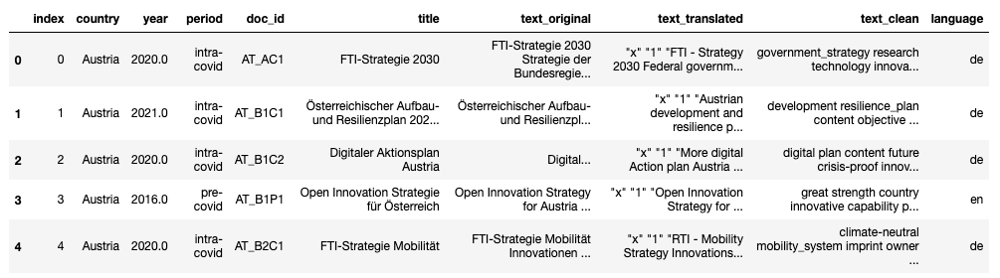 index country year period doc_id title text_original text_translated text_clean language
0 0 Austria 2020.0 intra-covid AT_AC1 FTI-Strategie 2030 FTI-Strategie 2030 Strategie der Bundesregie... "x" "1" "FTI - Strategy 2030 Federal governm... government_strategy research technology innova... de
1 1 Austria 2021.0 intra-covid AT_B1C1 Österreichischer Aufbau- und Resilienzplan 202... Österreichischer Aufbau- und Resilienzpl... "x" "1" "Austrian development and resilience p... development resilience_plan content objective ... de
2 2 Austria 2020.0 intra-covid AT_B1C2 Digitaler Aktionsplan Austria Digital... "x" "1" "More digital Action plan Austria ... digital plan content future crisis-proof innov... de
3 3 Austria 2016.0 pre-covid AT_B1P1 Open Innovation Strategie für Österreich Open Innovation Strategy for Austria ... "x" "1" "Open Innovation Strategy for ... great strength country innovative capability p... en
4 4 Austria 2020.0 intra-covid AT_B2C1 FTI-Strategie Mobilität FTI-Strategie Mobilität Innovationen ... "x" "1" "RTI - Mobility Strategy Innovations... climate-neutral mobility_system imprint owner ... de